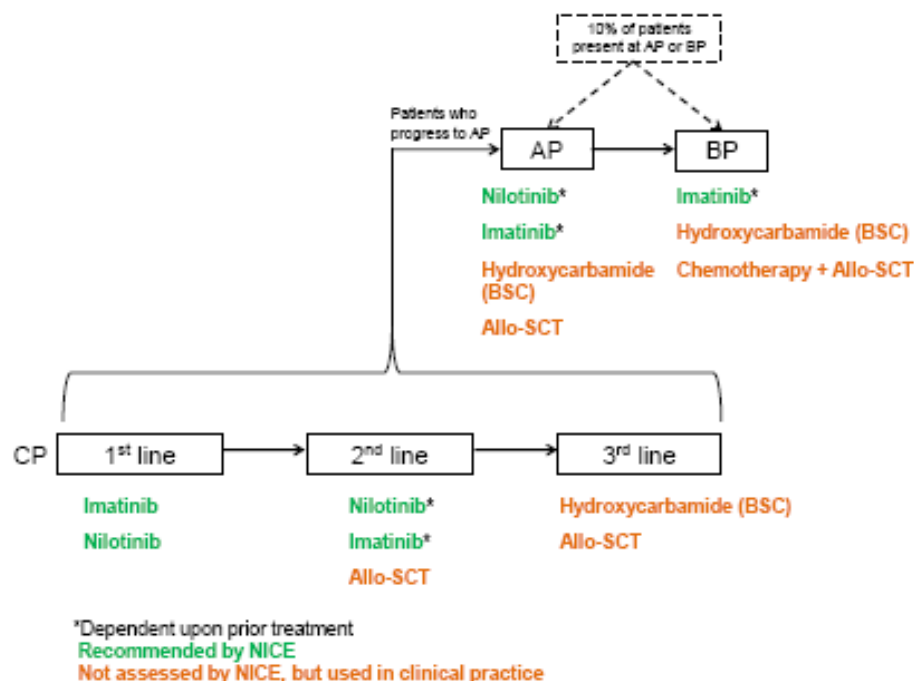 10% of patients
present at AP or BP
Patients who
progress to AP
AP
BP
Nilotinib*
Imatinib*
Hydroxycarbamide
(BSC)
Allo-SCT
Imatinib*
Hydroxycarbamide (BSC)
Chemotherapy + Allo-SCT
CP
1st line
2nd line
3rd line
Imatinib
Nilotinib
Nilotinib*
Imatinib*
Allo-SCT
Hydroxycarbamide (BSC)
Allo-SCT
*Dependent upon prior treatment
Recommended by NICE
Not assessed by NICE, but used in clinical practice